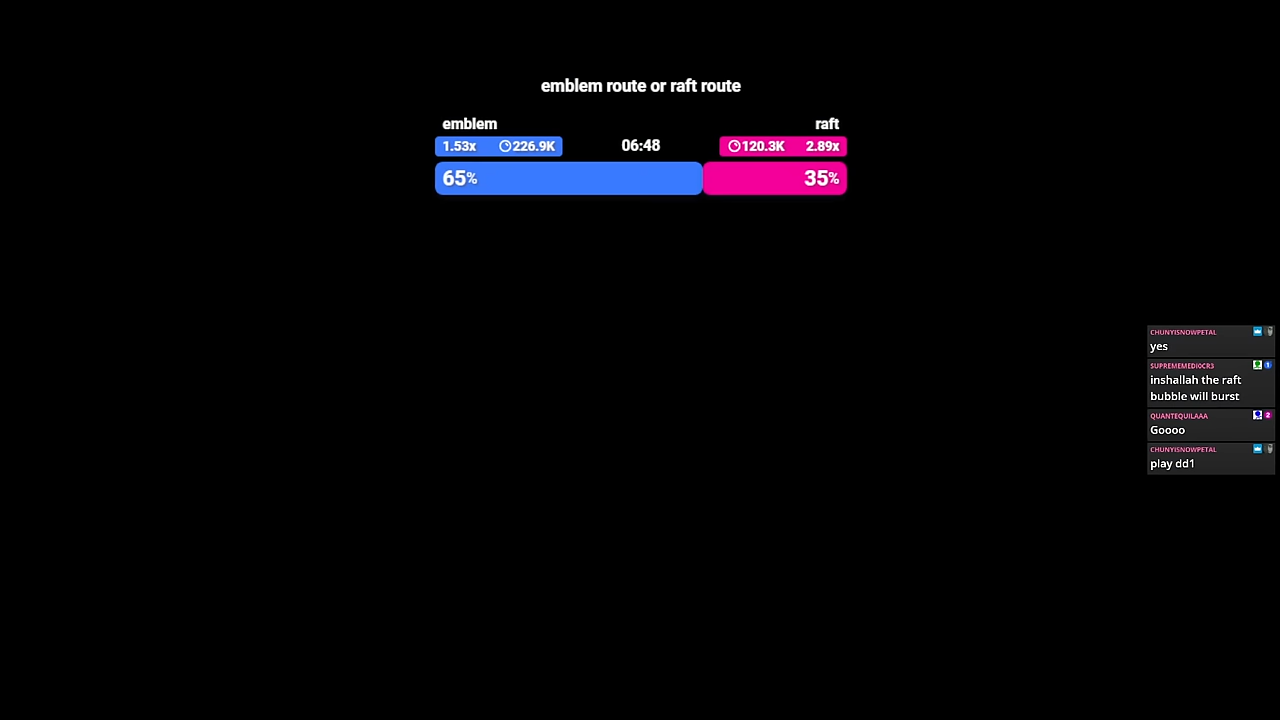 emblem route or raft route
emblem
raft
1.53x 226.9K
06:48
120.3K 2.89x
65%
35%
CHUNYISNOWPETAL
yes
SUPREMEMEDI0CR3
inshallah the raft
bubble will burst
QUANTEQUILAAA
Goooo
CHUNYISNOWPETAL
play dd1